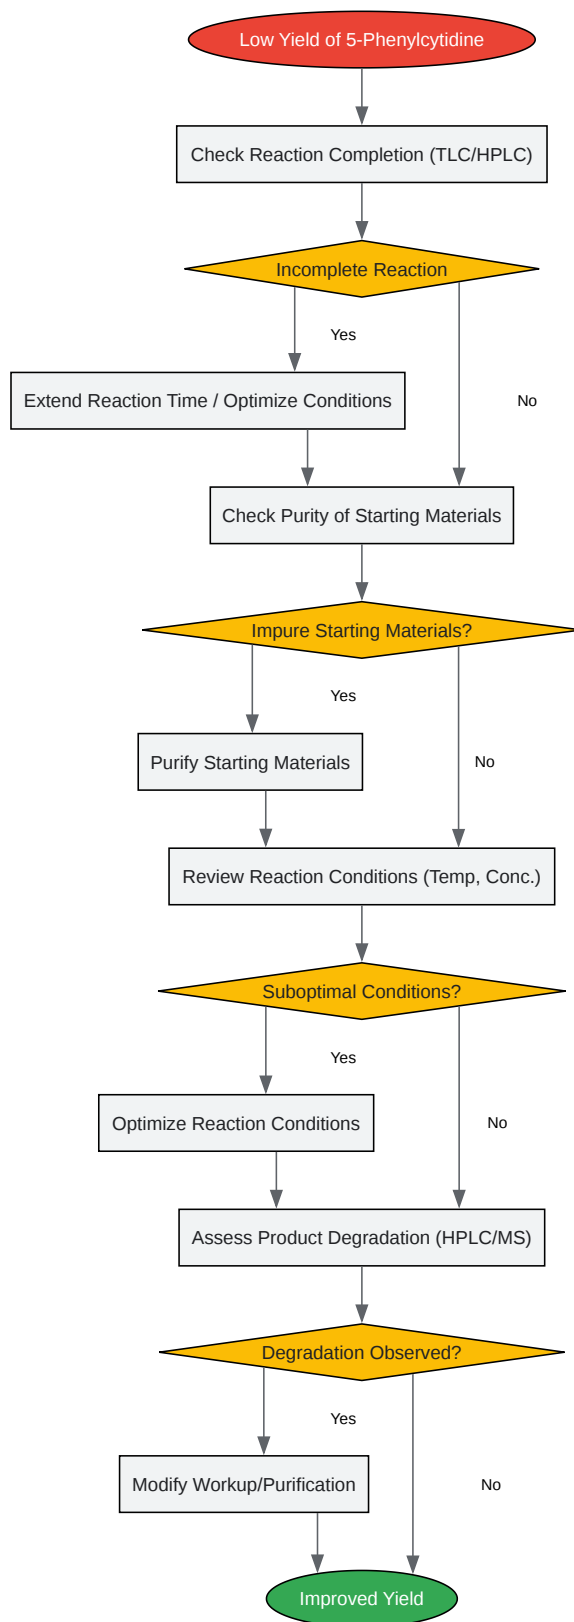 Low Yield of 5-Phenylcytidine
Check Reaction Completion (TLC/HPLC)
Incomplete Reaction
Yes
Extend Reaction Time / Optimize Conditions
No
Check Purity of Starting Materials
Impure Starting Materials?
Yes
Purify Starting Materials
No
Review Reaction Conditions (Temp, Conc.)
Suboptimal Conditions?
Yes
Optimize Reaction Conditions
No
Assess Product Degradation (HPLC/MS)
Degradation Observed?
Yes
Modify Workup/Purification
No
Improved Yield